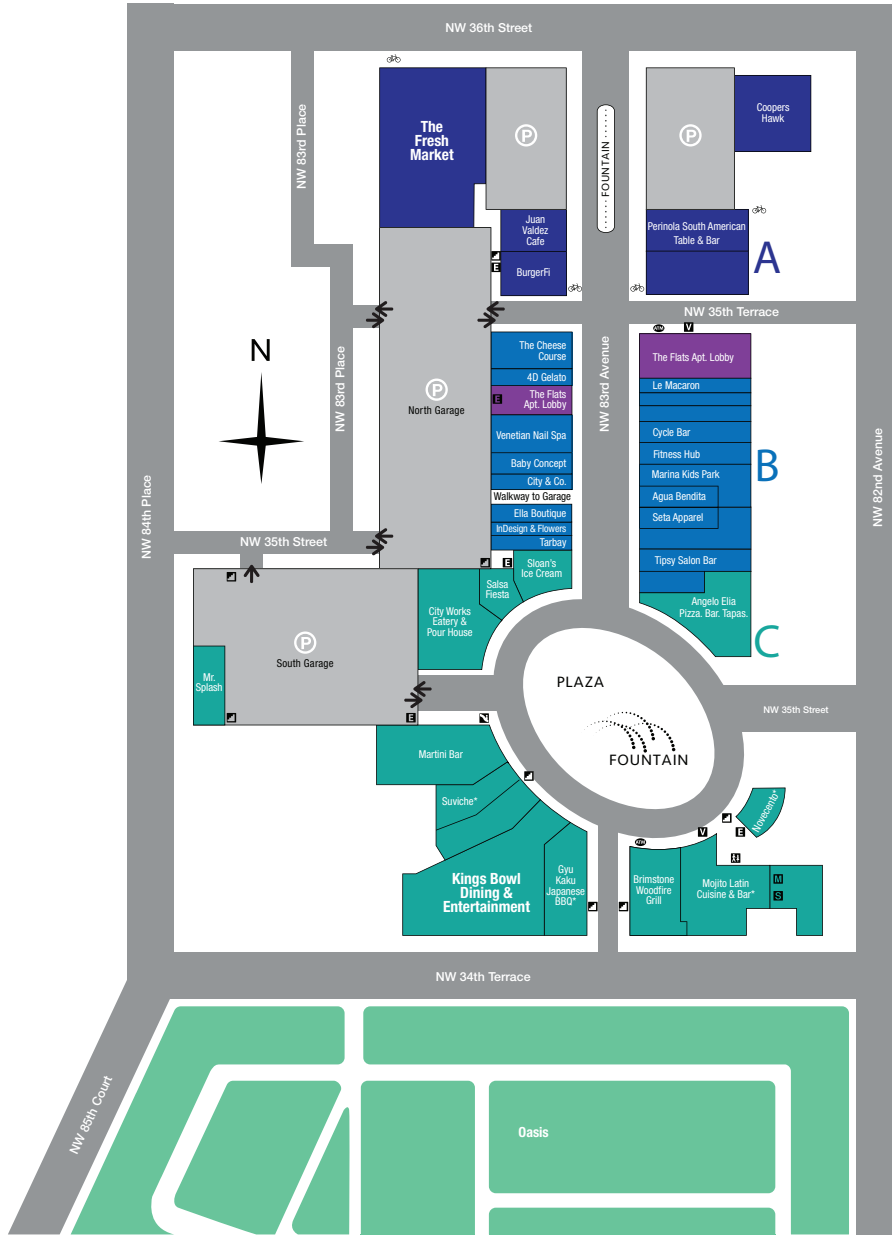 NW 36th Street
NW 83rd Place
The
Fresh
Market
P
FOUNTAIN
P
Coopers
Hawk
Juan
Valdez
Cafe
E
BurgerFi
Perinola South American
Table & Bar
A
NW 35th Terrace
N
NW 83rd Place
P
North Garage
The Cheese
Course
4D Gelato
E
The Flats
Apt. Lobby
Venetian Nail Spa
Baby Concept
City & Co.
Walkway to Garage
Ella Boutique
InDesign & Flowers
Tarbay
NW 83rd Avenue
ATM
V
The Flats Apt. Lobby
Le Macaron
Cycle Bar
Fitness Hub
Marina Kids Park
Agua Bendita
Seta Apparel
Tipsy Salon Bar
B
NW 82nd Avenue
NW 84th Place
NW 35th Street
E
Sloan's
Ice Cream
Salsa
Fiesta
City Works
Eatery &
Pour House
Angelo Elia
Pizza. Bar. Tapas.
C
P
South Garage
Mr.
Splash
E
PLAZA
FOUNTAIN
NW 35th Street
Martini Bar
Suviche*
Kings Bowl
Dining &
Entertainment
Gyu
Kaku
Japanese
BBQ*
ATM
V
E
Novecento*
Brimstone
Woodfire
Grill
Mojito Latin
Cuisine & Bar*
M
S
NW 34th Terrace
NW 85th Court
Oasis